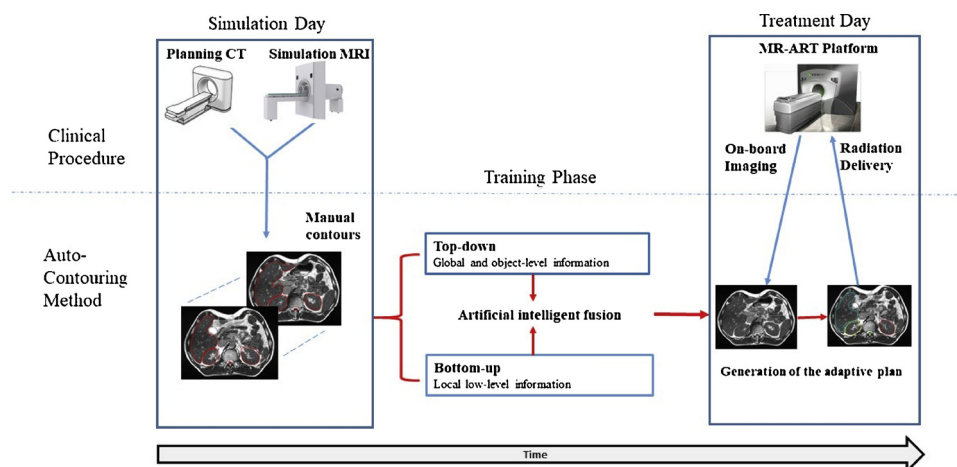 Simulation Day
Treatment Day
Planning CT
Simulation MRI
MR-ART Platform
Clinical
Procedure
On-board
Imaging
Radiation
Delivery
Training Phase
Manual
contours
Auto-
Contouring
Method
Top-down
Global and object-level information
Artificial intelligent fusion
Bottom-up
Local low-level information
Generation of the adaptive plan
Time